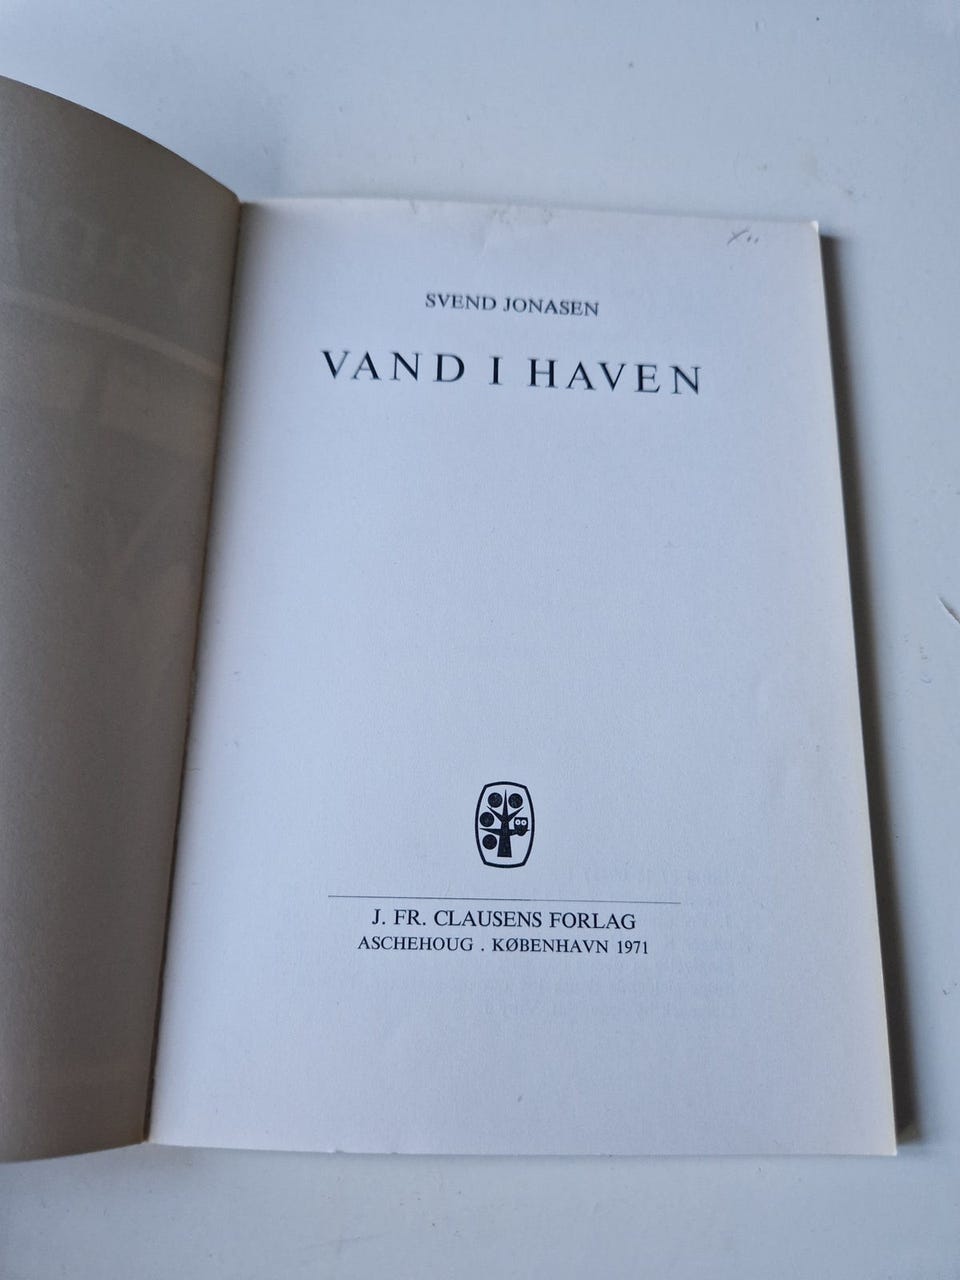 SVEND JONASEN
VAND I HAVEN
J. FR. CLAUSENS FORLAG
ASCHEHOUG . KØBENHAVN 1971